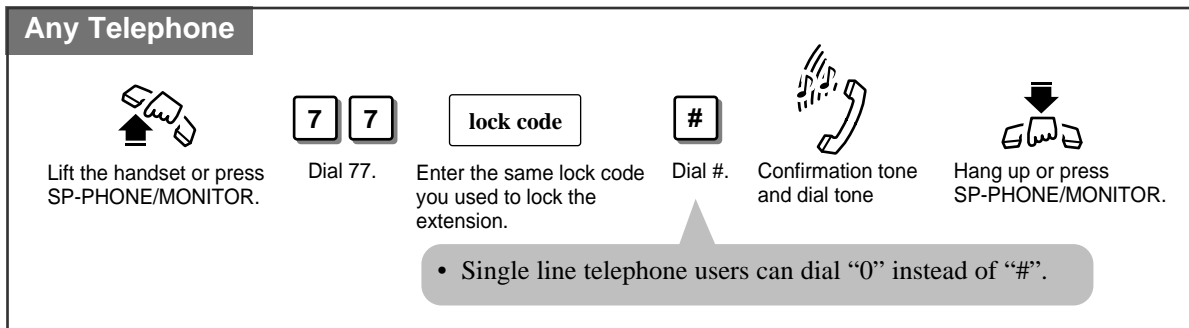 Any Telephone
7 7
lock code
#
Lift the handset or press
SP-PHONE/MONITOR.
Dial 77.
Enter the same lock code
you used to lock the
extension.
Dial #.
Confirmation tone
and dial tone
Hang up or press
SP-PHONE/MONITOR.
• Single line telephone users can dial “0” instead of “#”.